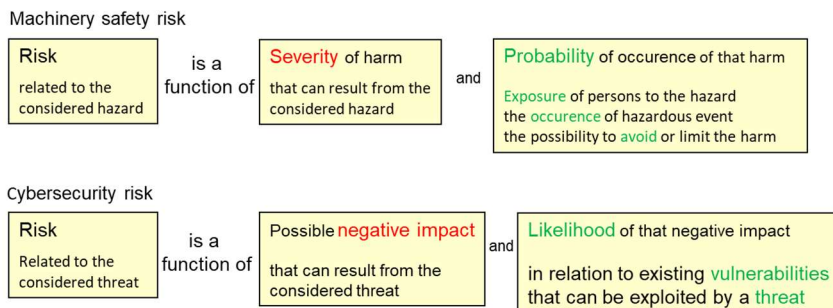 Machinery safety risk
Risk
related to the
considered hazard
is a
function of
Severity of harm
that can result from the
considered hazard
and
Probability of occurence of that harm
Exposure of persons to the hazard
the occurence of hazardous event
the possibility to avoid or limit the harm
Cybersecurity risk
Risk
Related to the
considered threat
is a
function of
Possible negative impact
that can result from the
considered threat
and
Likelihood of that negative impact
in relation to existing vulnerabilities
that can be exploited by a threat